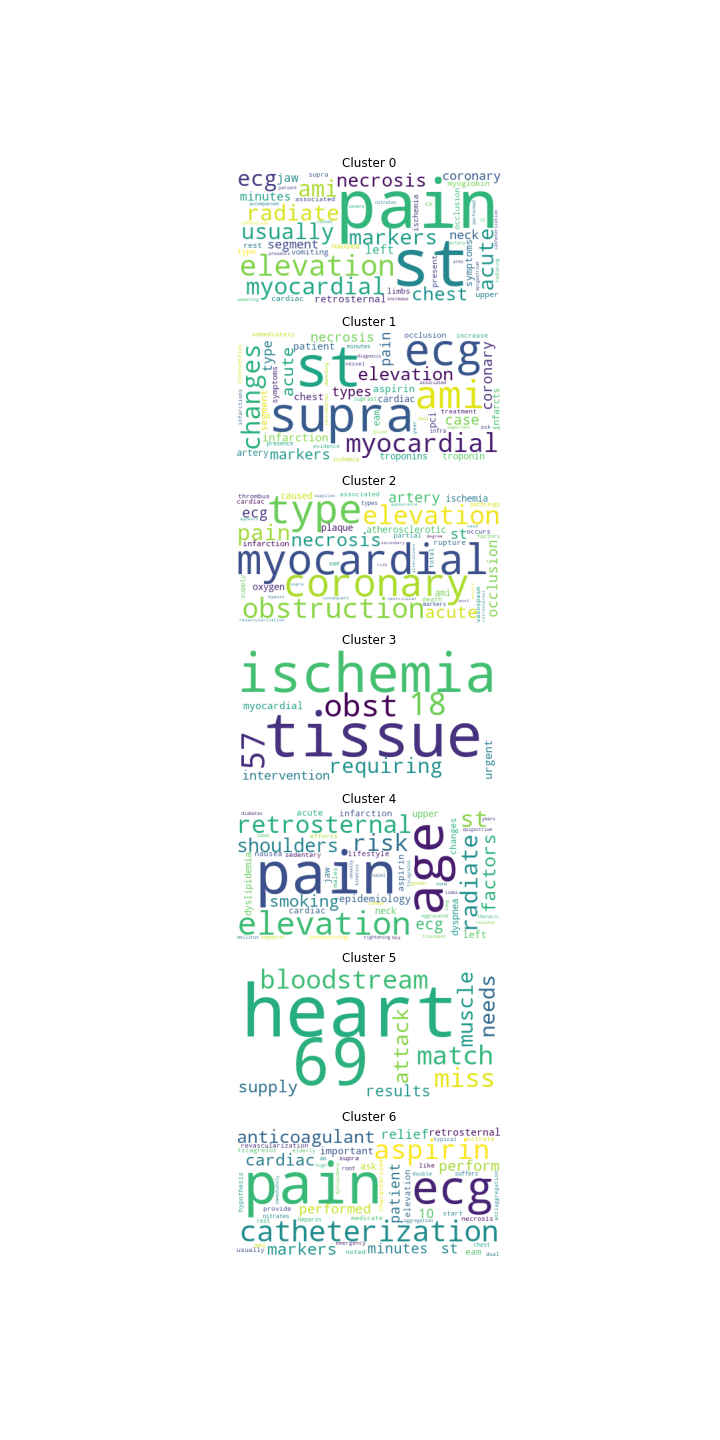 Cluster 0
ecg jaw supra necrosis coronary
patient ami myoglobin
minutes associated
radiate pain occlusion ischemia
usually markers neck
rest segment nausea left acute symptoms
type vomiting present
elevation st
myocardial limbs chest upper
cardiac retrosternal increase
Cluster 1
immediately necrosis occlusion increase
patient minutes pain ecg
changes type acute st elevation coronary
symptoms vessel diagnosis
chest types aspirin ami infarcts
segment supra cardiac treatment
eam pci case
infarction infra ask
presence evidence myocardial
artery markers ischemia troponins troponin
Cluster 2
thrombus caused supplies associated artery ischemia
cardiac
ecg type types elevation
pain plaque atherosclerotic st occurs
necrosis partial degree factors
infarction secondary rupture
myocardial total occlusion
oxygen coronary
supply ami
obstruction death acute
markers vasospasm
revascularization
Cluster 3
ischemia
myocardial obst 18
57 tissue
requiring urgent
intervention
Cluster 4
diabetes acute infarction upper years
retrosternal st epigastrium
shoulders risk age changes
nausea sedentary lifestyle
dyslipidemia pain jaw aspirin radiate factors
smoking epidemiology
cardiac neck
elevation ecg dyspnea limbs thoracic
left
mellitus tightening treatment
Cluster 5
bloodstream
heart muscle needs
69 attack match
miss
supply results
Cluster 6
anticoagulant relief retrosternal
revascularization atypical nitrate
ticagrelor elderly important aspirin
cardiac supra ask like perform
hypothesis pain root double suffers
patient elevation ecg antiaggregation
provide performed 10 start
nitrates heparin medicate aggregation necrosis
rest
catheterization
emergency chest
usually markers noted minutes st eam dual